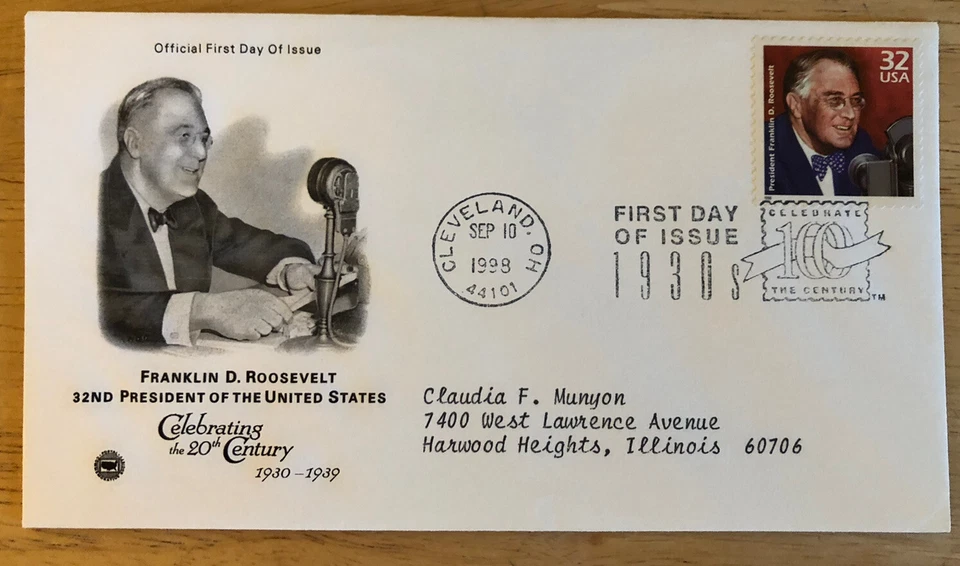 Official First Day Of Issue
32
USA
President Franklin D. Roosevelt
CLEVELAND, OH
SEP 10
1998
44101
FIRST DAY
OF ISSUE
1930s
CELEBRATE
100
THE CENTURY
TM
FRANKLIN D. ROOSEVELT
32ND PRESIDENT OF THE UNITED STATES
Celebrating
the 20th Century
1930 – 1939
Claudia F. Munyon
7400 West Lawrence Avenue
Harwood Heights, Illinois 60706